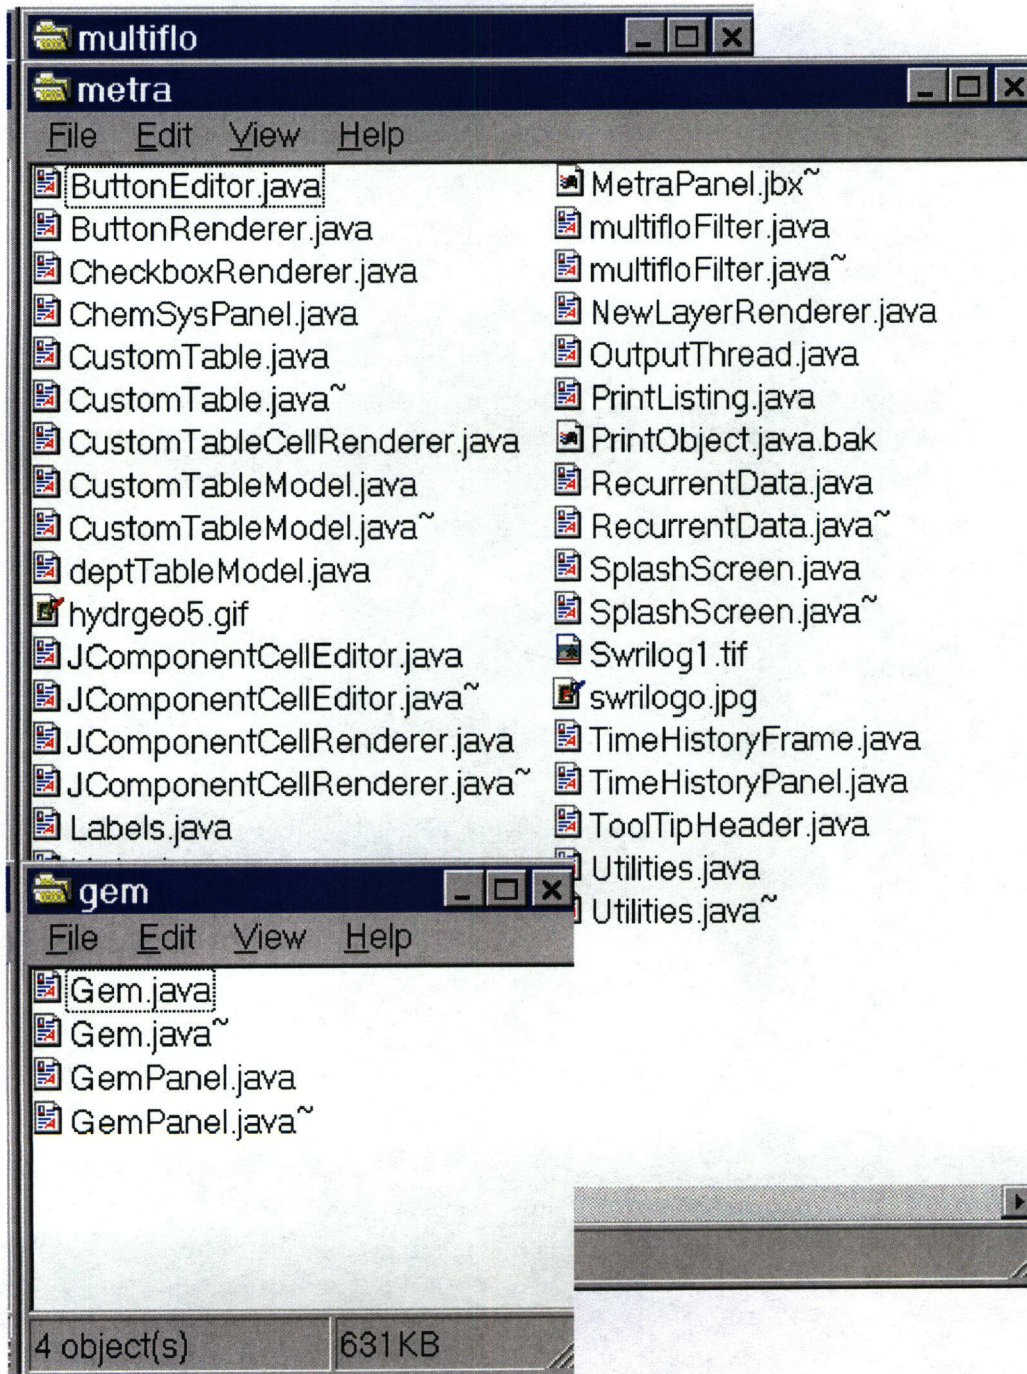 multiflo
metra
File Edit View Help
ButtonEditor.java
ButtonRenderer.java
CheckboxRenderer.java
ChemSysPanel.java
CustomTable.java
CustomTable.java~
CustomTableCellRenderer.java
CustomTableModel.java
CustomTableModel.java~
deptTableModel.java
hydrgeo5.gif
JComponentCellEditor.java
JComponentCellEditor.java~
JComponentCellRenderer.java
JComponentCellRenderer.java~
Labels.java
MetraPanel.jbx~
multifloFilter.java
multifloFilter.java~
NewLayerRenderer.java
OutputThread.java
PrintListing.java
PrintObject.java.bak
RecurrentData.java
RecurrentData.java~
SplashScreen.java
SplashScreen.java~
Swrilog1.tif
swrilogo.jpg
TimeHistoryFrame.java
TimeHistoryPanel.java
ToolTipHeader.java
Utilities.java
Utilities.java~
gem
File Edit View Help
Gem.java
Gem.java~
GemPanel.java
GemPanel.java~
4 object(s) 631KB